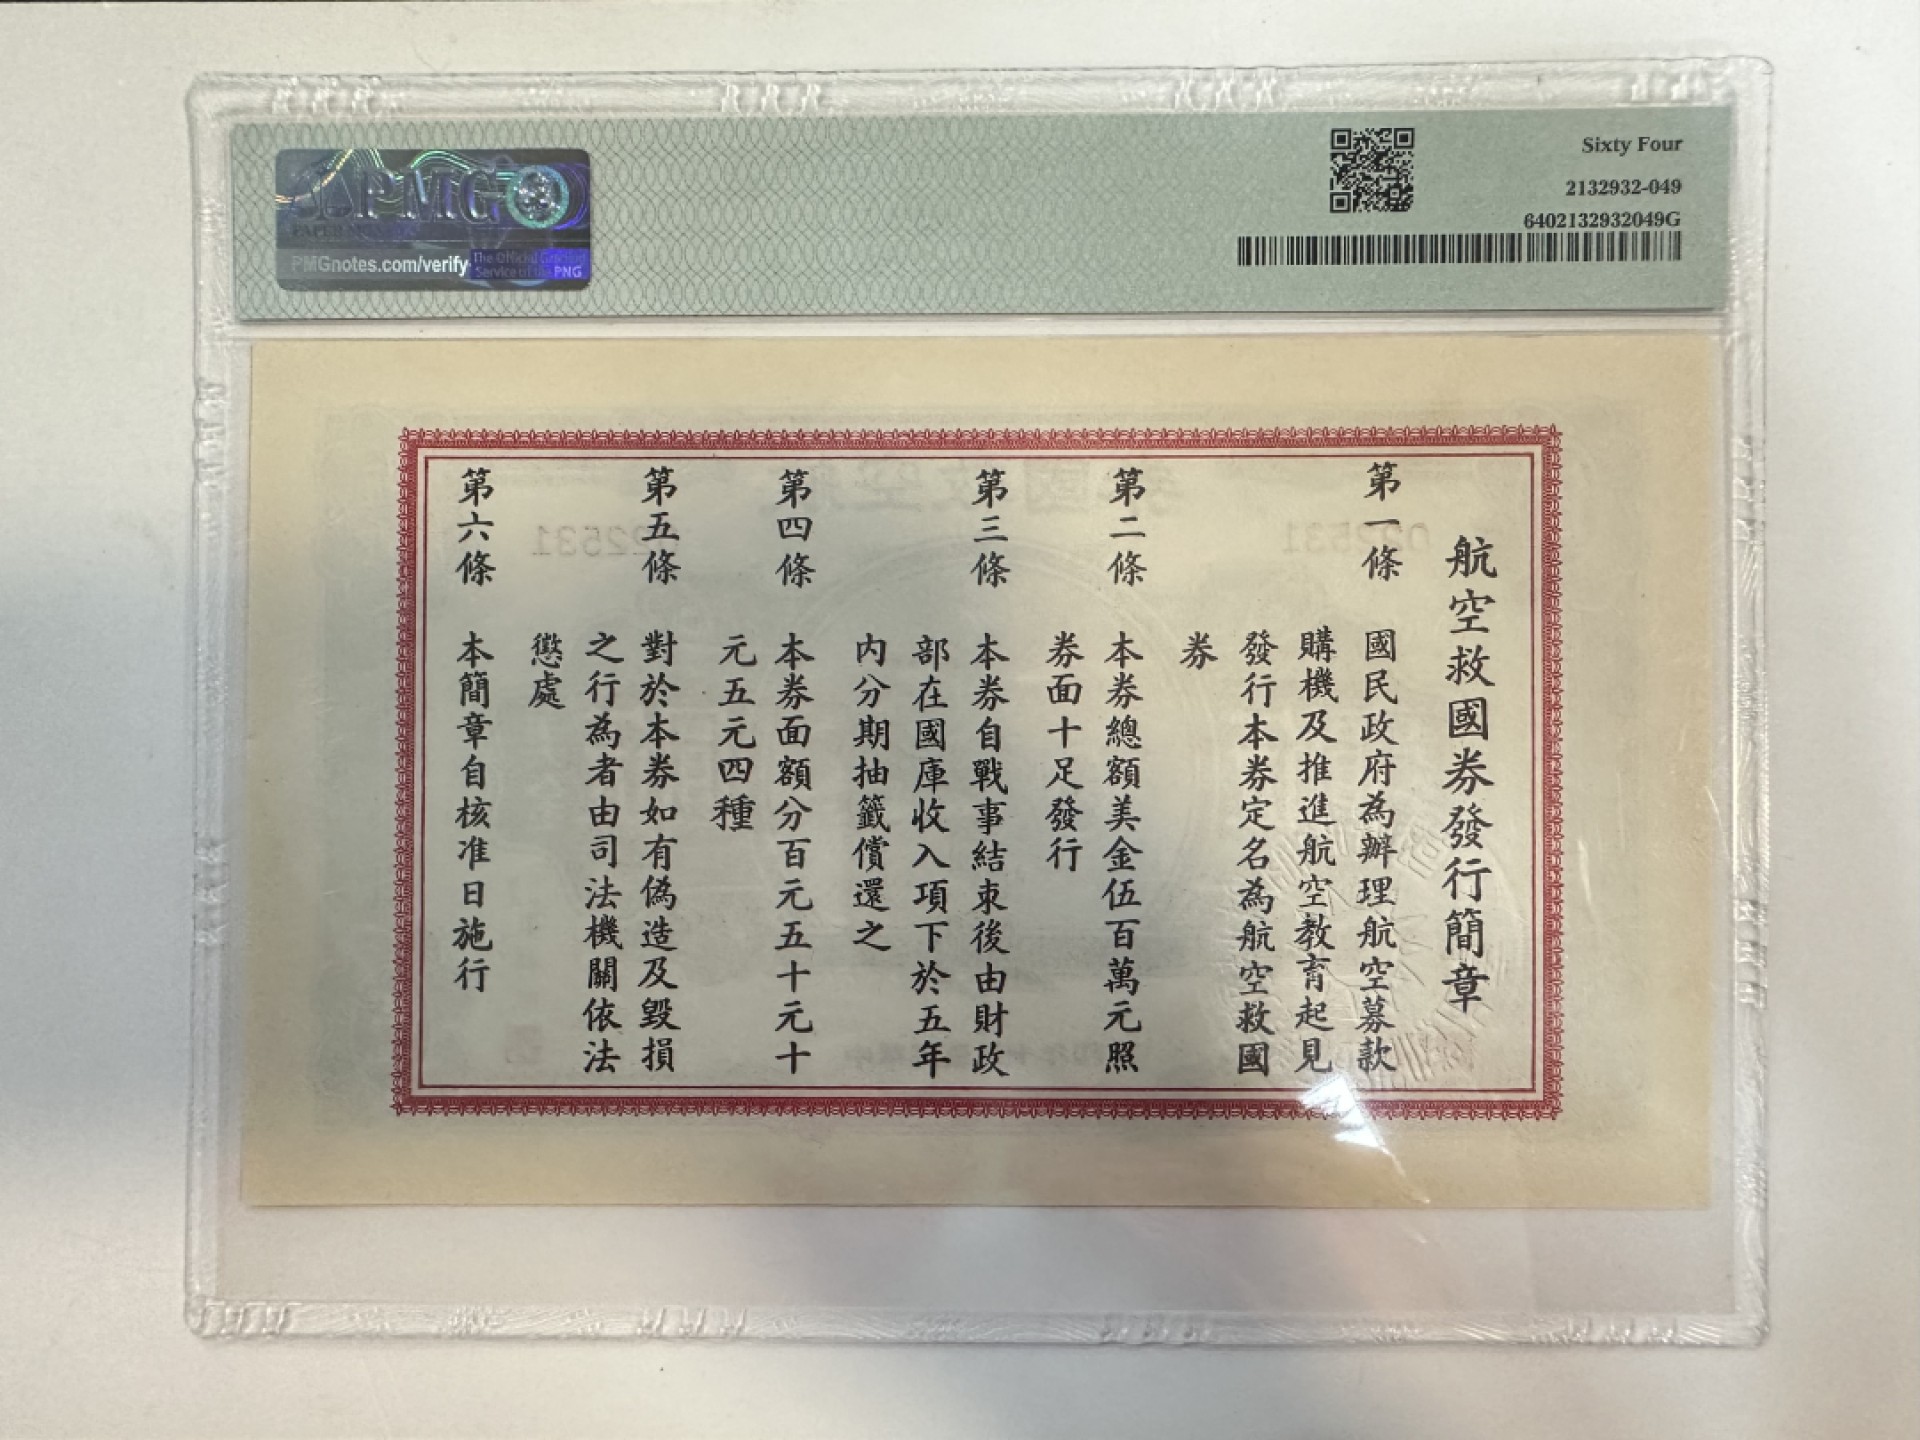 PMG
PMGnotes.com/verify
The Official Grading
Service of the PNG
Sixty Four
2132932-049
6402132932049G
航空救國券發行簡章
第一條　國民政府為辦理航空募款
購機及推進航空教育起見
發行本券定名為航空救國
券
第二條　本券總額美金伍百萬元照
券面十足發行
第三條　本券自戰事結束後由財政
部在國庫收入項下於五年
內分期抽籤償還之
第四條　本券面額分百元五十元十
元五元四種
第五條　對於本券如有偽造及毀損
之行為者由司法機關依法
懲處
第六條　本簡章自核准日施行